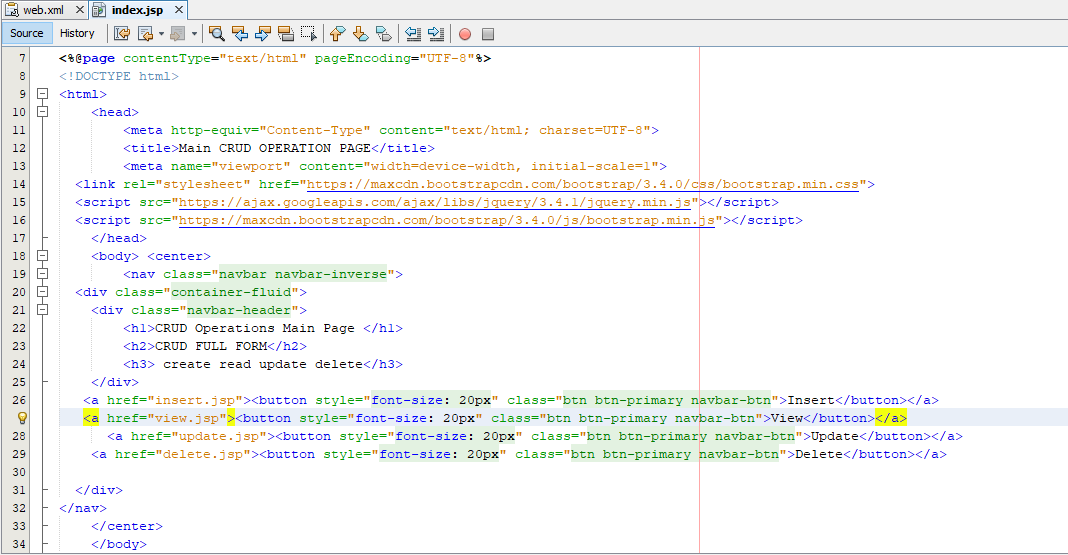 web.xml index.jsp
Source History
7 <%@page contentType="text/html" pageEncoding="UTF-8"%>
8 <!DOCTYPE html>
9 <html>
10 <head>
11 <meta http-equiv="Content-Type" content="text/html; charset=UTF-8">
12 <title>Main CRUD OPERATION PAGE</title>
13 <meta name="viewport" content="width=device-width, initial-scale=1">
14 <link rel="stylesheet" href="https://maxcdn.bootstrapcdn.com/bootstrap/3.4.0/css/bootstrap.min.css">
15 <script src="https://ajax.googleapis.com/ajax/libs/jquery/3.4.1/jquery.min.js"></script>
16 <script src="https://maxcdn.bootstrapcdn.com/bootstrap/3.4.0/js/bootstrap.min.js"></script>
17 </head>
18 <body> <center>
19 <nav class="navbar navbar-inverse">
20 <div class="container-fluid">
21 <div class="navbar-header">
22 <h1>CRUD Operations Main Page </h1>
23 <h2>CRUD FULL FORM</h2>
24 <h3> create read update delete</h3>
25 </div>
26 <a href="insert.jsp"><button style="font-size: 20px" class="btn btn-primary navbar-btn">Insert</button></a>
<a href="view.jsp"><button style="font-size: 20px" class="btn btn-primary navbar-btn">View</button></a>
28 <a href="update.jsp"><button style="font-size: 20px" class="btn btn-primary navbar-btn">Update</button></a>
29 <a href="delete.jsp"><button style="font-size: 20px" class="btn btn-primary navbar-btn">Delete</button></a>
30
31 </div>
32 </nav>
33 </center>
34 </body>